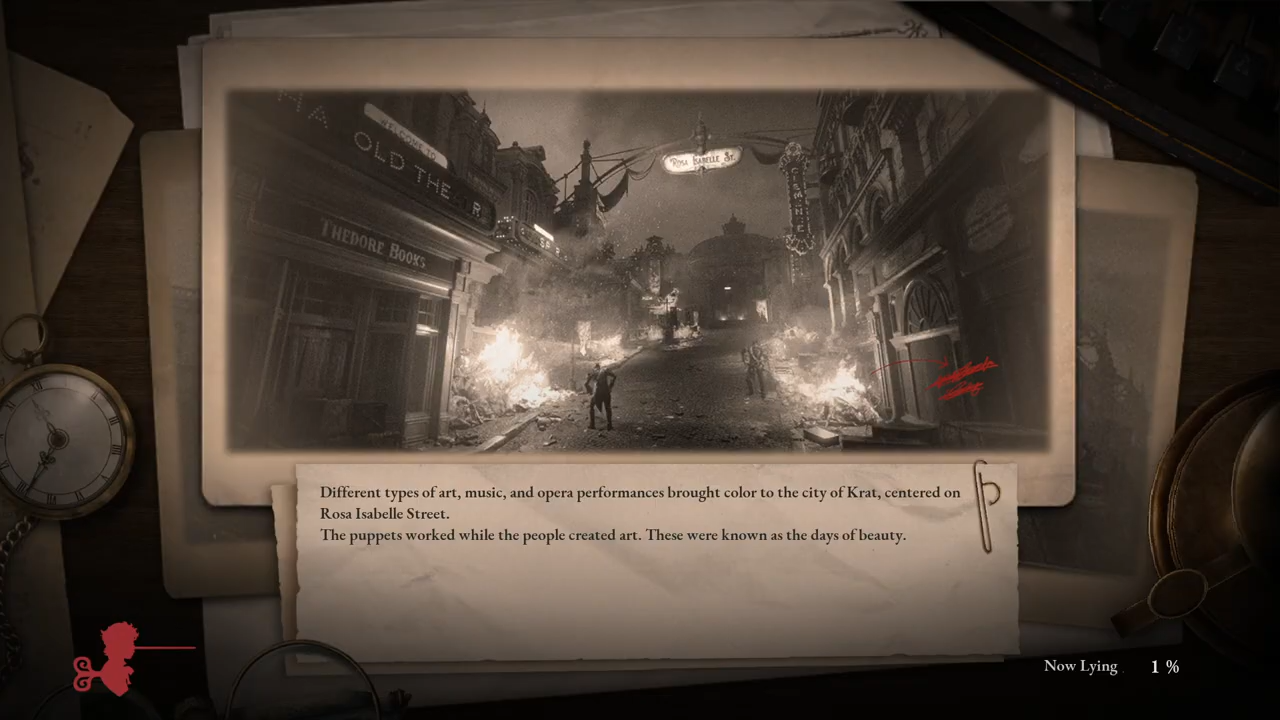 WELCOME TO
OLD THE R
THEDORE BOOKS
ROSA ISABELLE St.
Different types of art, music, and opera performances brought color to the city of Krat, centered on
Rosa Isabelle Street.
The puppets worked while the people created art. These were known as the days of beauty.
Now Lying
1 %